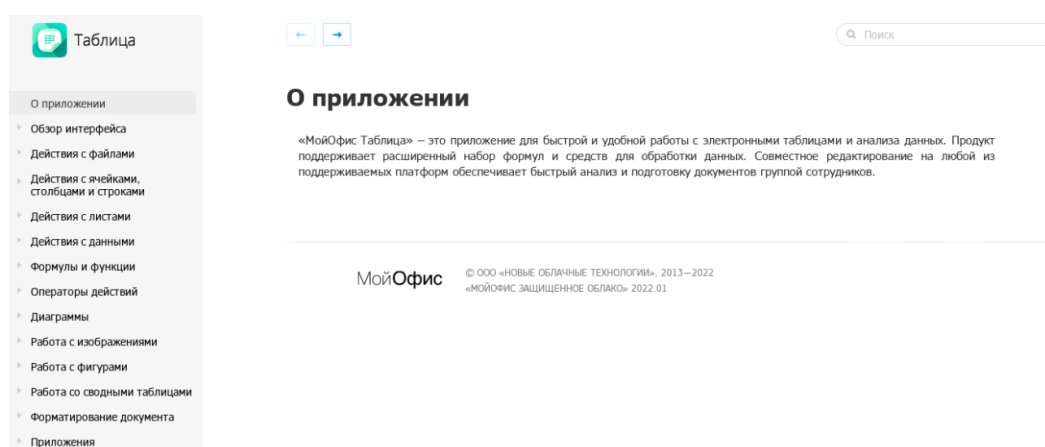 Таблица
О приложении
Обзор интерфейса
Действия с файлами
Действия с ячейками,
столбцами и строками
Действия с листами
Действия с данными
Формулы и функции
Операторы действий
Диаграммы
Работа с изображениями
Работа с фигурами
Работа со сводными таблицами
Форматирование документа
Приложения
Поиск
О приложении
«МойОфис Таблица» – это приложение для быстрой и удобной работы с электронными таблицами и анализа данных. Продукт
поддерживает расширенный набор формул и средств для обработки данных. Совместное редактирование на любой из
поддерживаемых платформ обеспечивает быстрый анализ и подготовку документов группой сотрудников.
МойОфис
© ООО «НОВЫЕ ОБЛАЧНЫЕ ТЕХНОЛОГИИ», 2013—2022
«МОЙОФИС ЗАЩИЩЕННОЕ ОБЛАКО» 2022.01